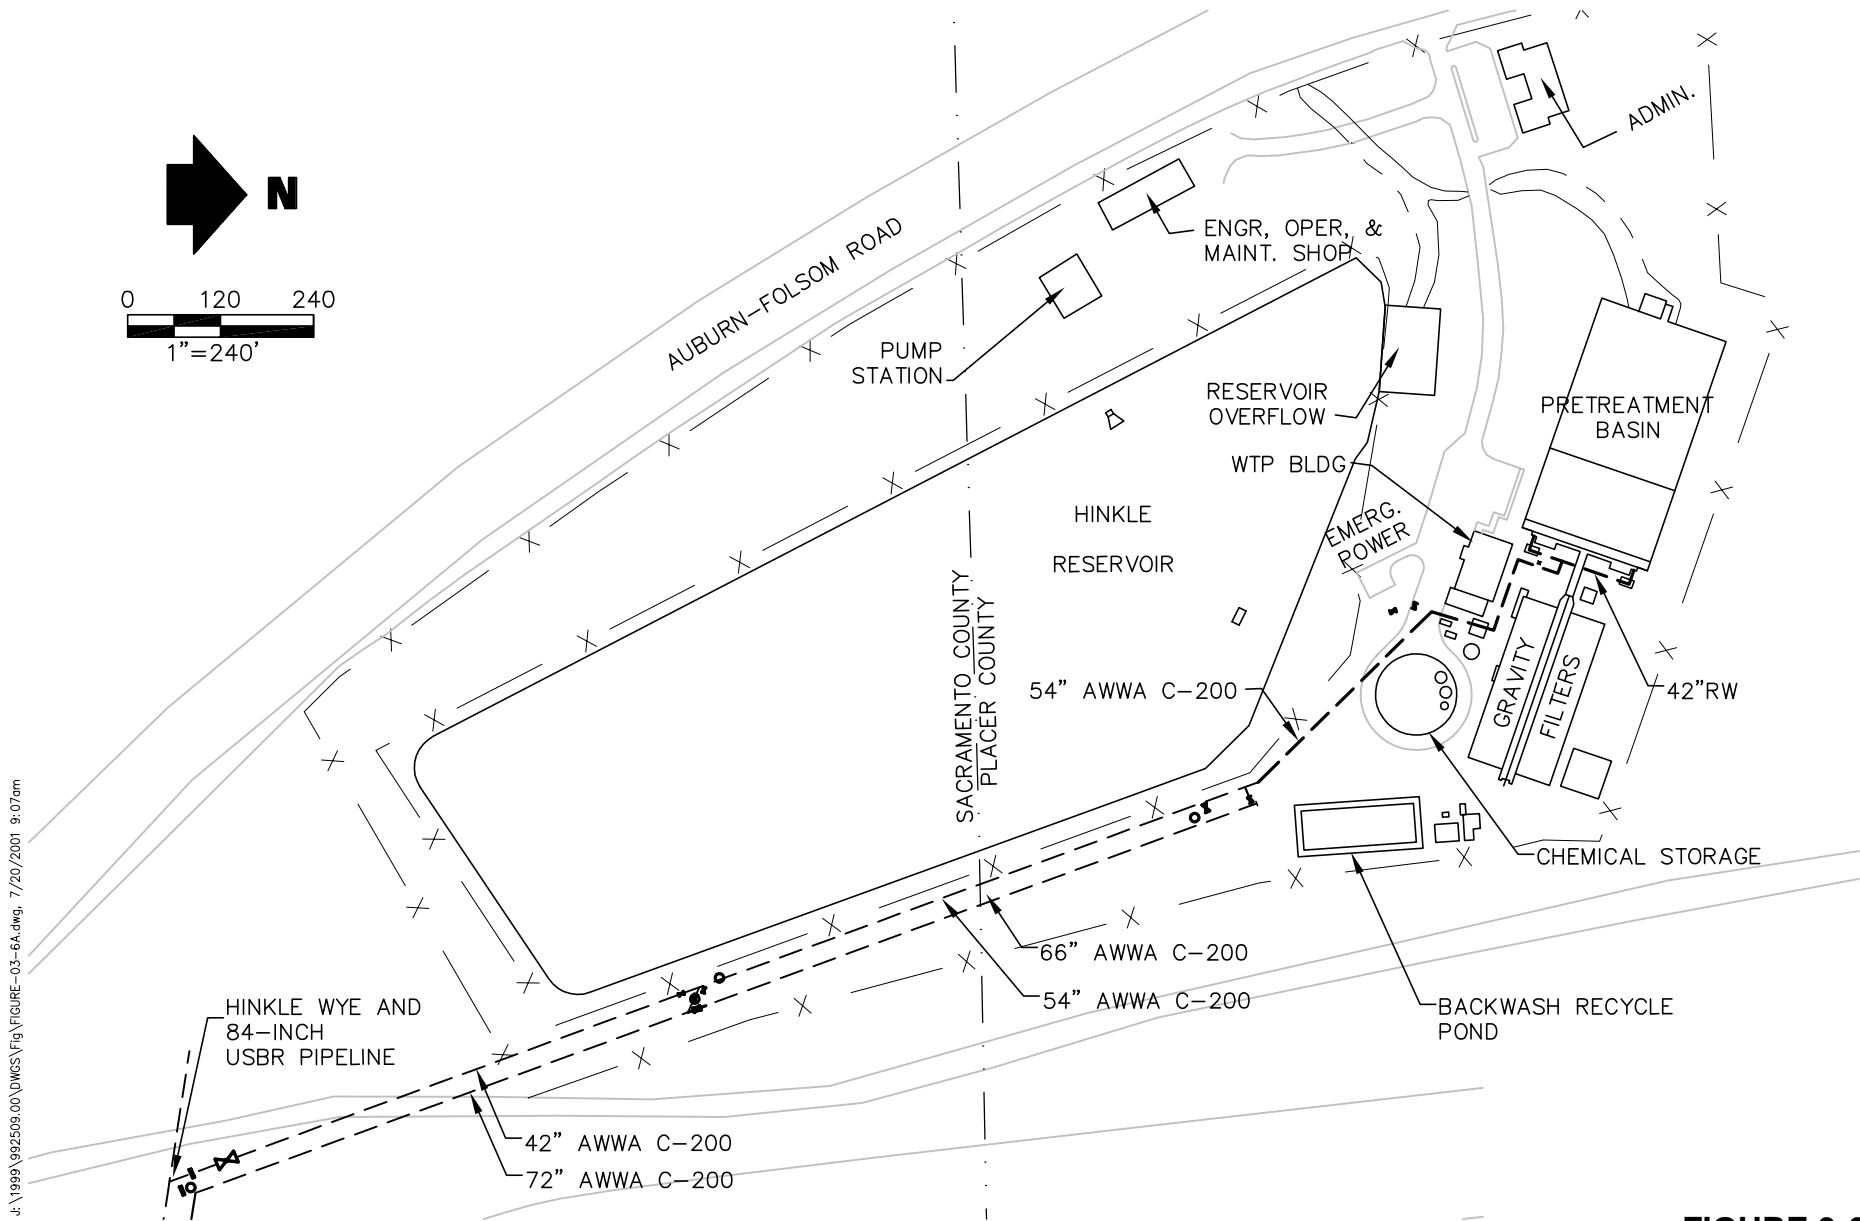 ADMIN.
N
ENGR, OPER, &
MAINT. SHOP
AUBURN-FOLSOM ROAD
0 120 240
1"=240'
PUMP
STATION
RESERVOIR
OVERFLOW
PRETREATMENT
BASIN
WTP BLDG
HINKLE
RESERVOIR
EMERG.
POWER
SACRAMENTO COUNTY
PLACER COUNTY
54" AWWA C-200
GRAVITY
FILTERS
42"RW
CHEMICAL STORAGE
66" AWWA C-200
54" AWWA C-200
BACKWASH RECYCLE
POND
HINKLE WYE AND
84-INCH
USBR PIPELINE
42" AWWA C-200
72" AWWA C-200
J:\1999\992509.00\DWGS\Fig\FIGURE-03-6A.dwg, 7/20/2001 9:07am